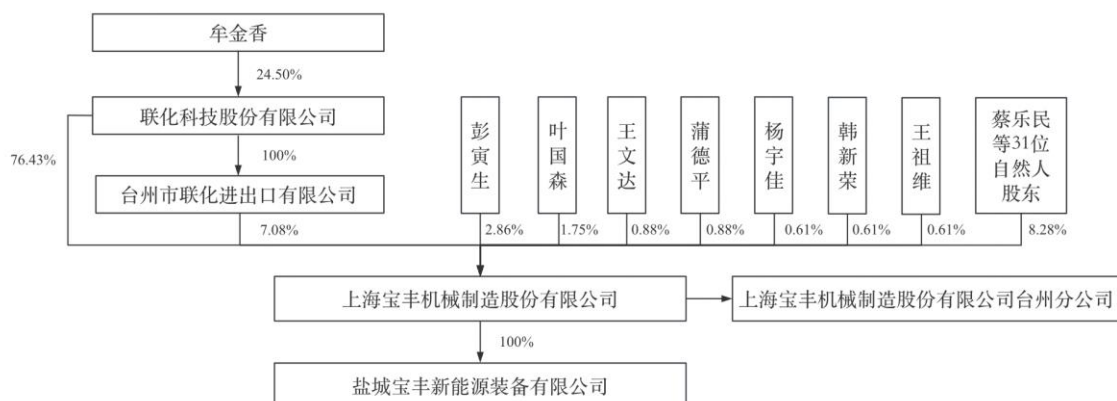 牟金香
24.50%
联化科技股份有限公司
76.43%
100%
台州市联化进出口有限公司
7.08%
彭寅生
2.86%
叶国森
1.75%
王文达
0.88%
蒲德平
0.88%
杨宇佳
0.61%
韩新荣
0.61%
王祖维
0.61%
蔡乐民
等31位
自然人
股东
8.28%
上海宝丰机械制造股份有限公司
上海宝丰机械制造股份有限公司台州分公司
100%
盐城宝丰新能源装备有限公司